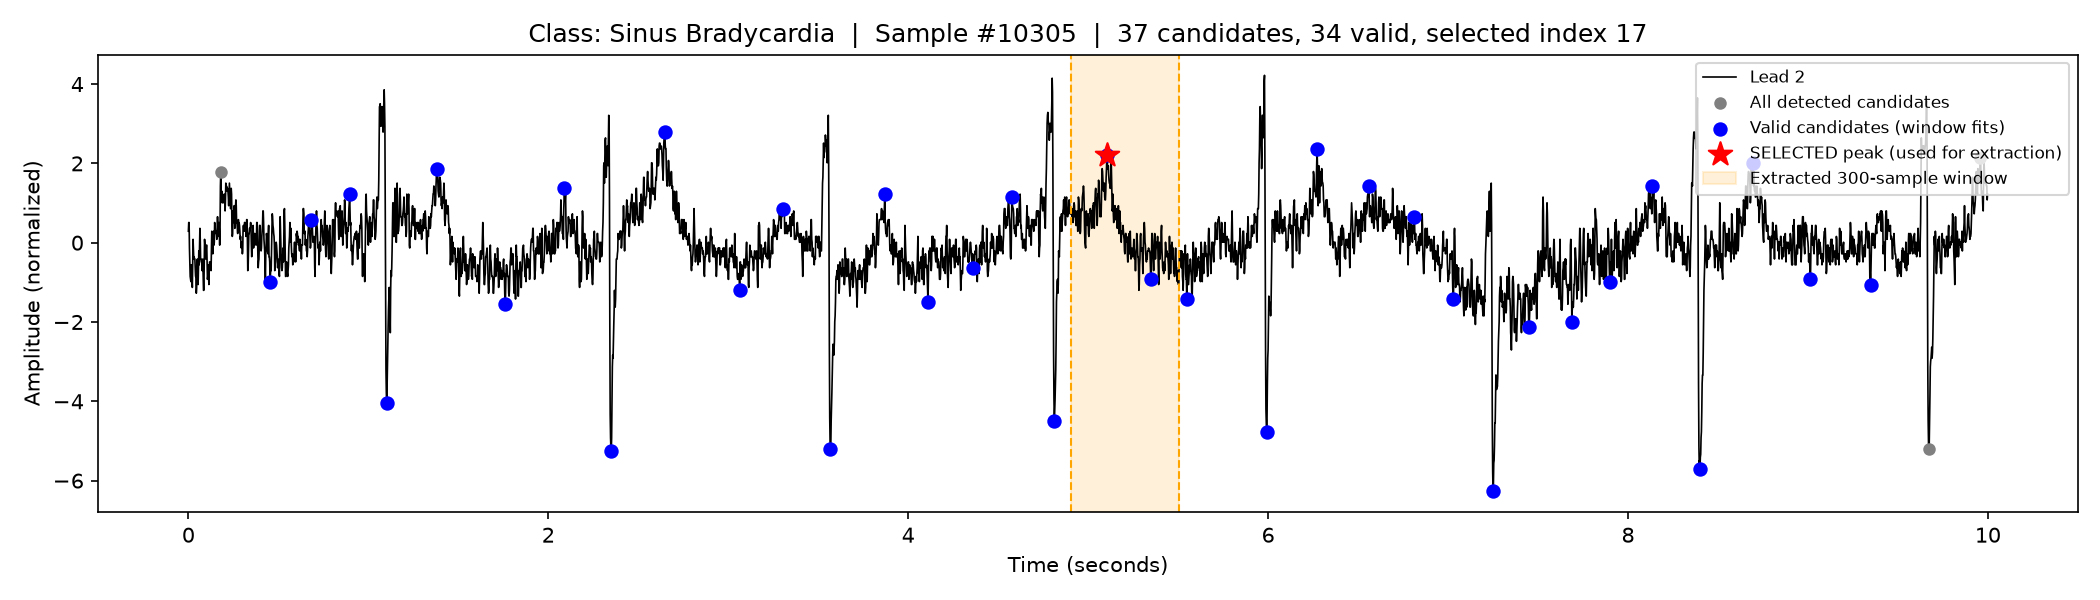 Class: Sinus Bradycardia  |  Sample #10305  |  37 candidates, 34 valid, selected index 17
Amplitude (normalized)
4
2
0
−2
−4
−6
Lead 2
All detected candidates
Valid candidates (window fits)
SELECTED peak (used for extraction)
Extracted 300-sample window
0 2 4 6 8 10
Time (seconds)